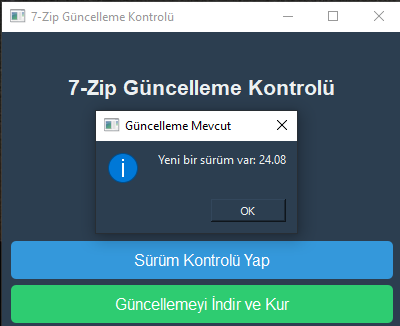 7-Zip Güncelleme Kontrolü
7-Zip Güncelleme Kontrolü
Güncelleme Mevcut
Yeni bir sürüm var: 24.08
OK
Sürüm Kontrolü Yap
Güncellemeyi İndir ve Kur